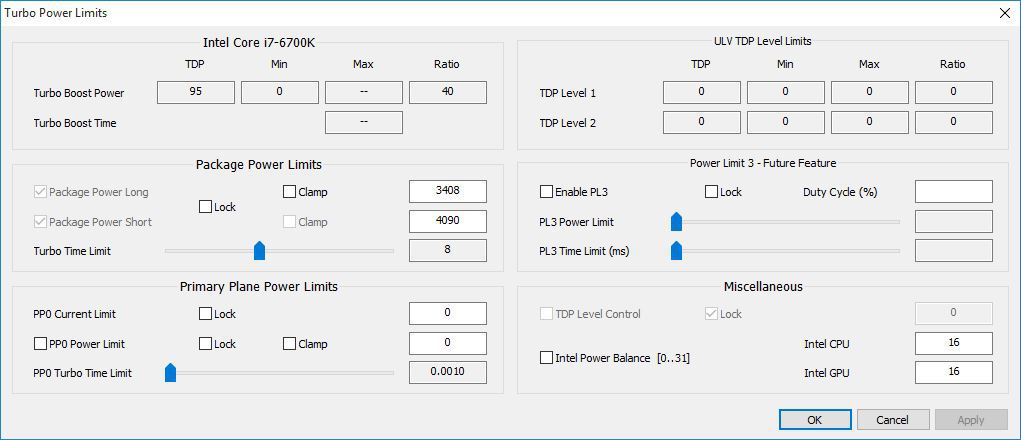 Turbo Power Limits
Intel Core i7-6700K
TDP Min Max Ratio
Turbo Boost Power 95 0 -- 40
Turbo Boost Time --
ULV TDP Level Limits
TDP Min Max Ratio
TDP Level 1 0 0 0 0
TDP Level 2 0 0 0 0
Package Power Limits
Package Power Long Clamp 3408
Lock
Package Power Short Clamp 4090
Turbo Time Limit 8
Power Limit 3 - Future Feature
Enable PL3 Lock Duty Cycle (%)
PL3 Power Limit
PL3 Time Limit (ms)
Primary Plane Power Limits
PP0 Current Limit Lock 0
PP0 Power Limit Lock Clamp 0
PP0 Turbo Time Limit 0.0010
Miscellaneous
TDP Level Control Lock 0
Intel CPU 16
Intel Power Balance [0..31]
Intel GPU 16
OK Cancel Apply